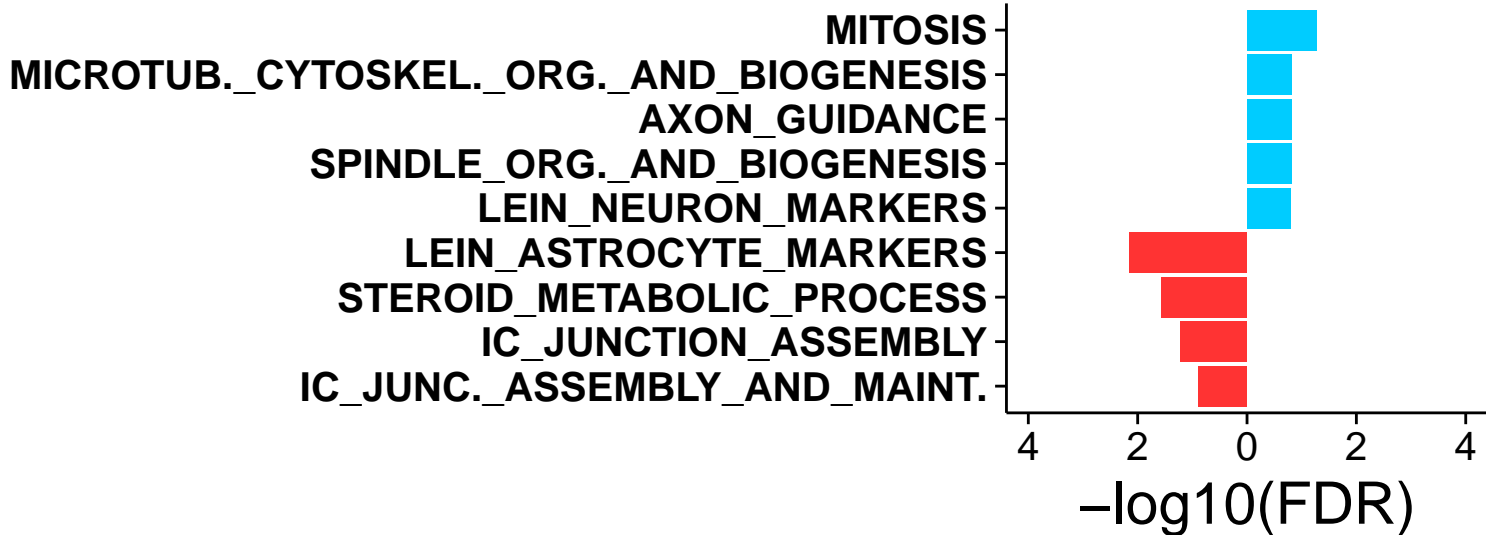 MITOSIS
MICROTUB._CYTOSKEL._ORG._AND_BIOGENESIS
AXON_GUIDANCE
SPINDLE_ORG._AND_BIOGENESIS
LEIN_NEURON_MARKERS
LEIN_ASTROCYTE_MARKERS
STEROID_METABOLIC_PROCESS
IC_JUNCTION_ASSEMBLY
IC_JUNC._ASSEMBLY_AND_MAINT.
4 2 0 2 4
−log10(FDR)